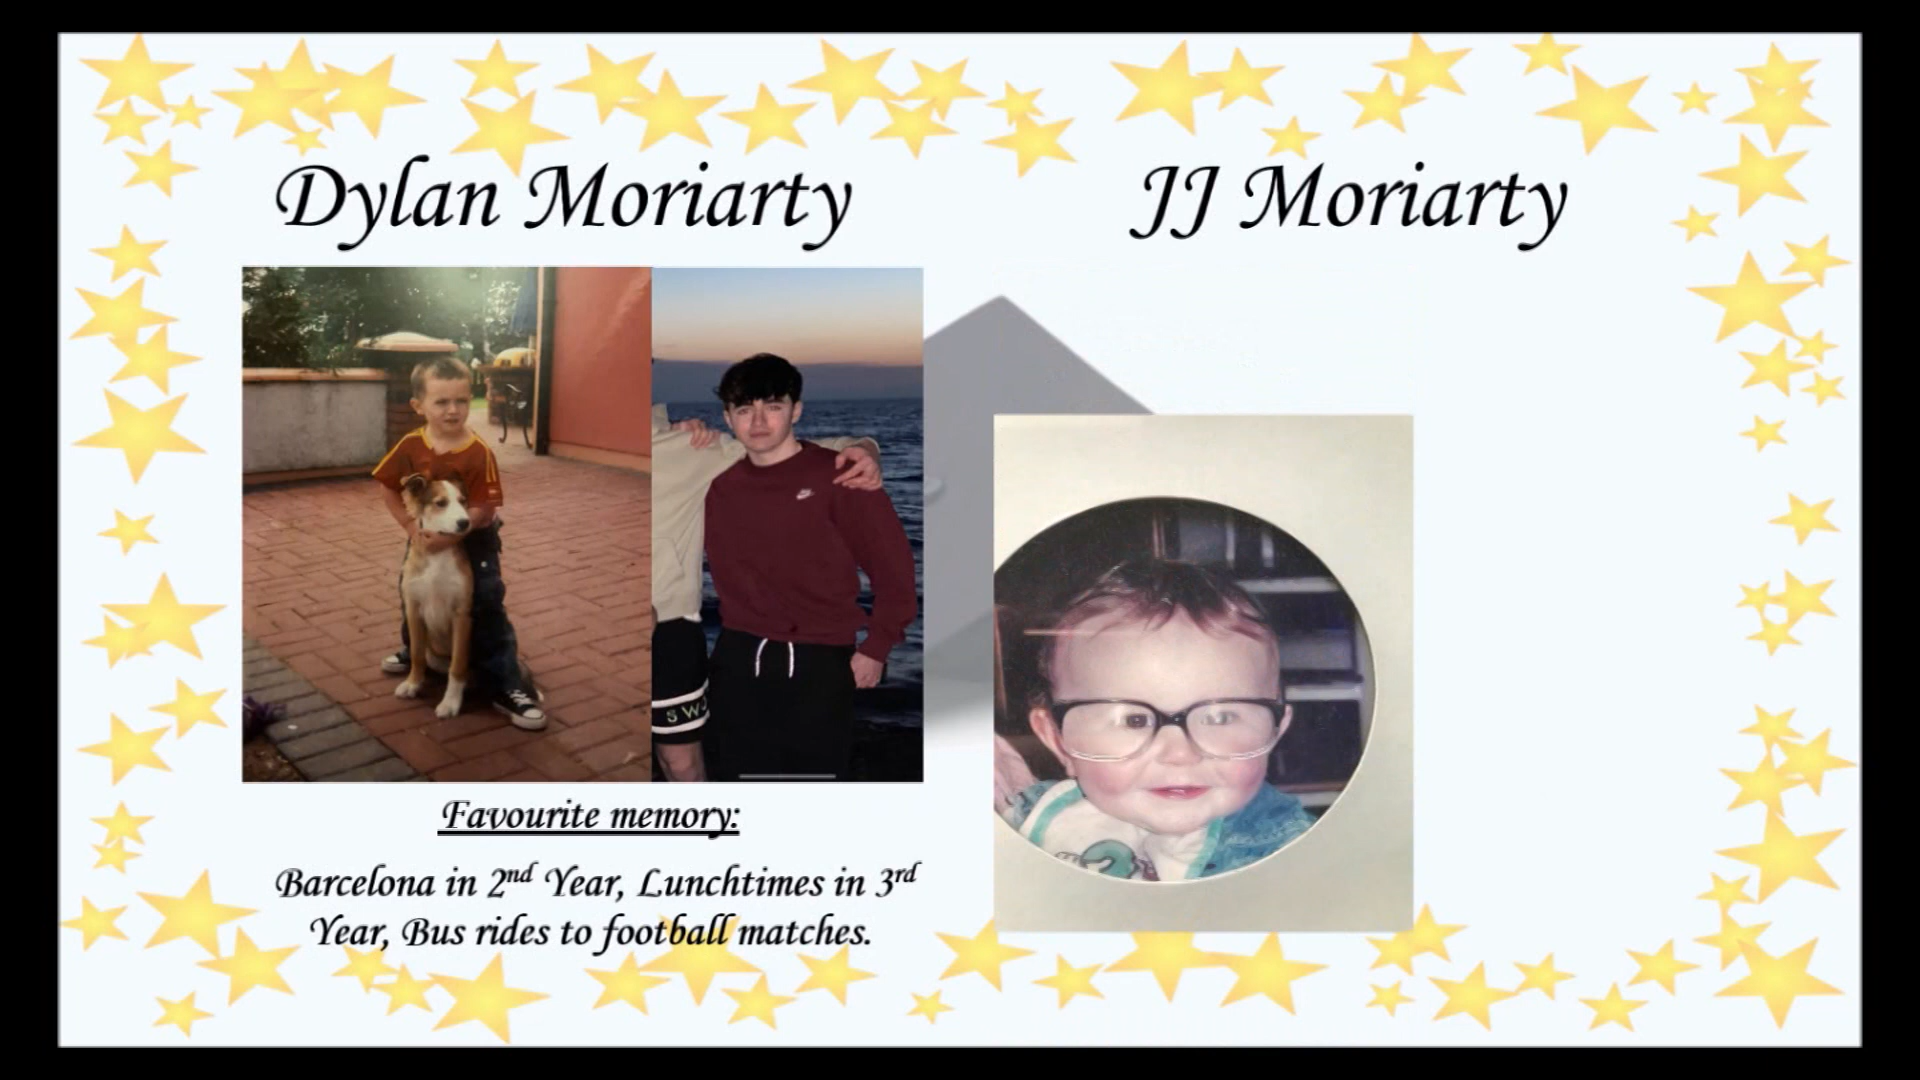 Dylan Moriarty
JJ Moriarty
SW
Favourite memory:
Barcelona in 2nd Year, Lunchtimes in 3rd
Year, Bus rides to football matches.